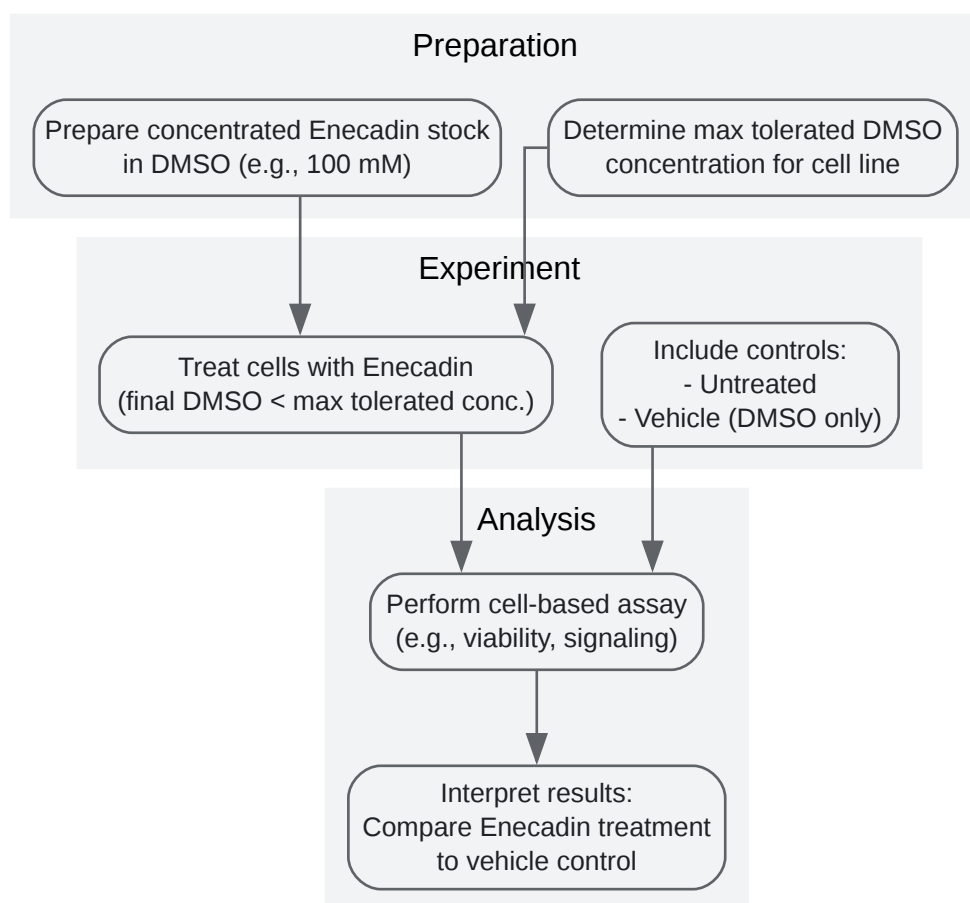 Preparation
Prepare concentrated Enecadin stock
in DMSO (e.g., 100 mM)
Determine max tolerated DMSO
concentration for cell line
Experiment
Treat cells with Enecadin
(final DMSO < max tolerated conc.)
Include controls:
- Untreated
- Vehicle (DMSO only)
Analysis
Perform cell-based assay
(e.g., viability, signaling)
Interpret results:
Compare Enecadin treatment
to vehicle control